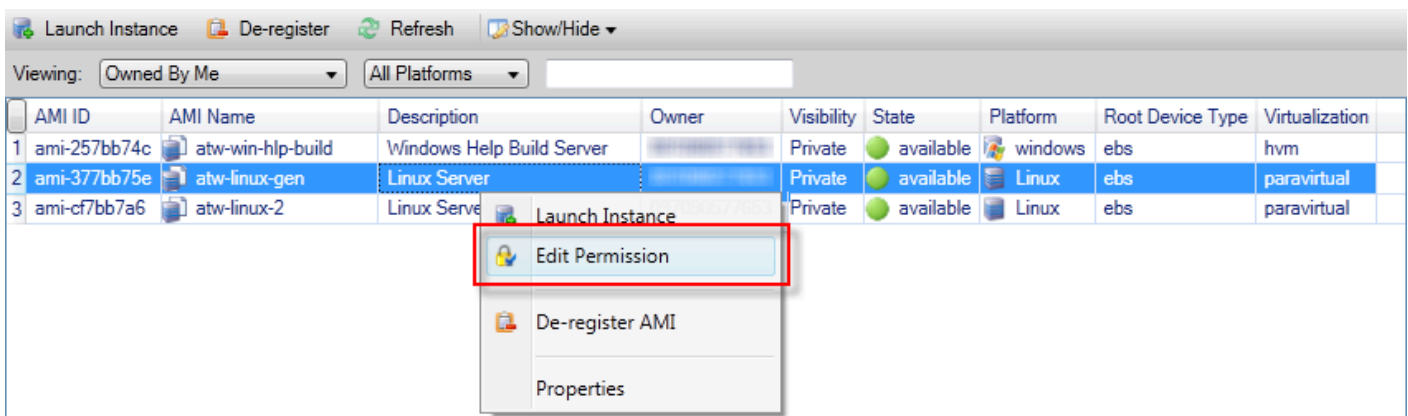 Launch Instance De-register Refresh Show/Hide
Viewing: Owned By Me All Platforms
AMI ID AMI Name Description Owner Visibility State Platform Root Device Type Virtualization
1 ami-257bb74c atw-win-hlp-build Windows Help Build Server Private available windows ebs hvm
2 ami-377bb75e atw-linux-gen Linux Server Private available Linux ebs paravirtual
3 ami-cf7bb7a6 atw-linux-2 Linux Serve Private available Linux ebs paravirtual
Launch Instance
Edit Permission
De-register AMI
Properties